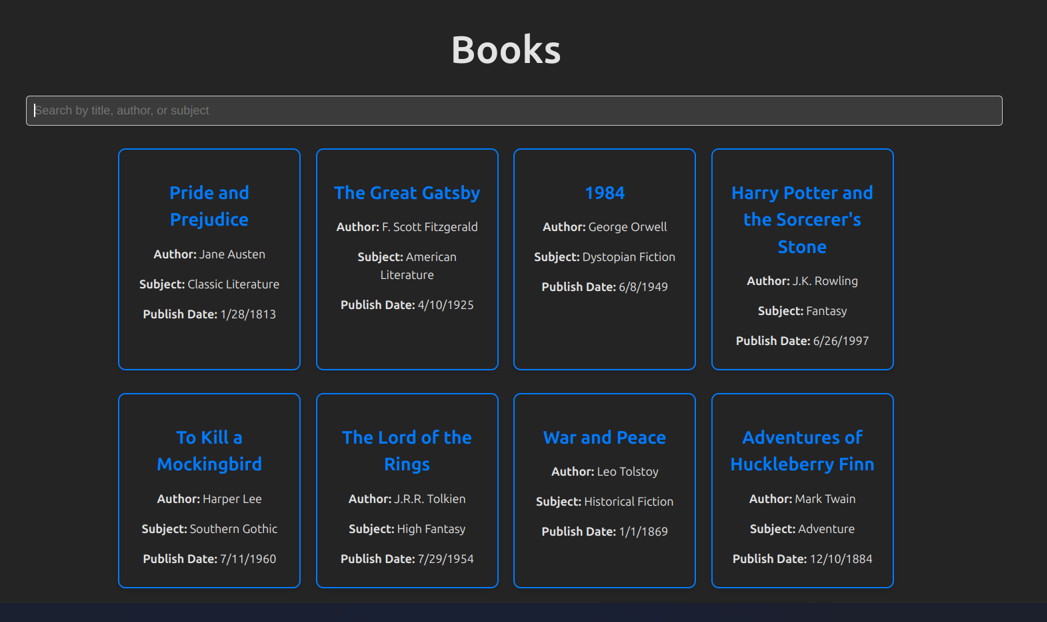 Books
Search by title, author, or subject
Pride and
Prejudice
Author: Jane Austen
Subject: Classic Literature
Publish Date: 1/28/1813
The Great Gatsby
Author: F. Scott Fitzgerald
Subject: American
Literature
Publish Date: 4/10/1925
1984
Author: George Orwell
Subject: Dystopian Fiction
Publish Date: 6/8/1949
Harry Potter and
the Sorcerer's
Stone
Author: J.K. Rowling
Subject: Fantasy
Publish Date: 6/26/1997
To Kill a
Mockingbird
Author: Harper Lee
Subject: Southern Gothic
Publish Date: 7/11/1960
The Lord of the
Rings
Author: J.R.R. Tolkien
Subject: High Fantasy
Publish Date: 7/29/1954
War and Peace
Author: Leo Tolstoy
Subject: Historical Fiction
Publish Date: 1/1/1869
Adventures of
Huckleberry Finn
Author: Mark Twain
Subject: Adventure
Publish Date: 12/10/1884